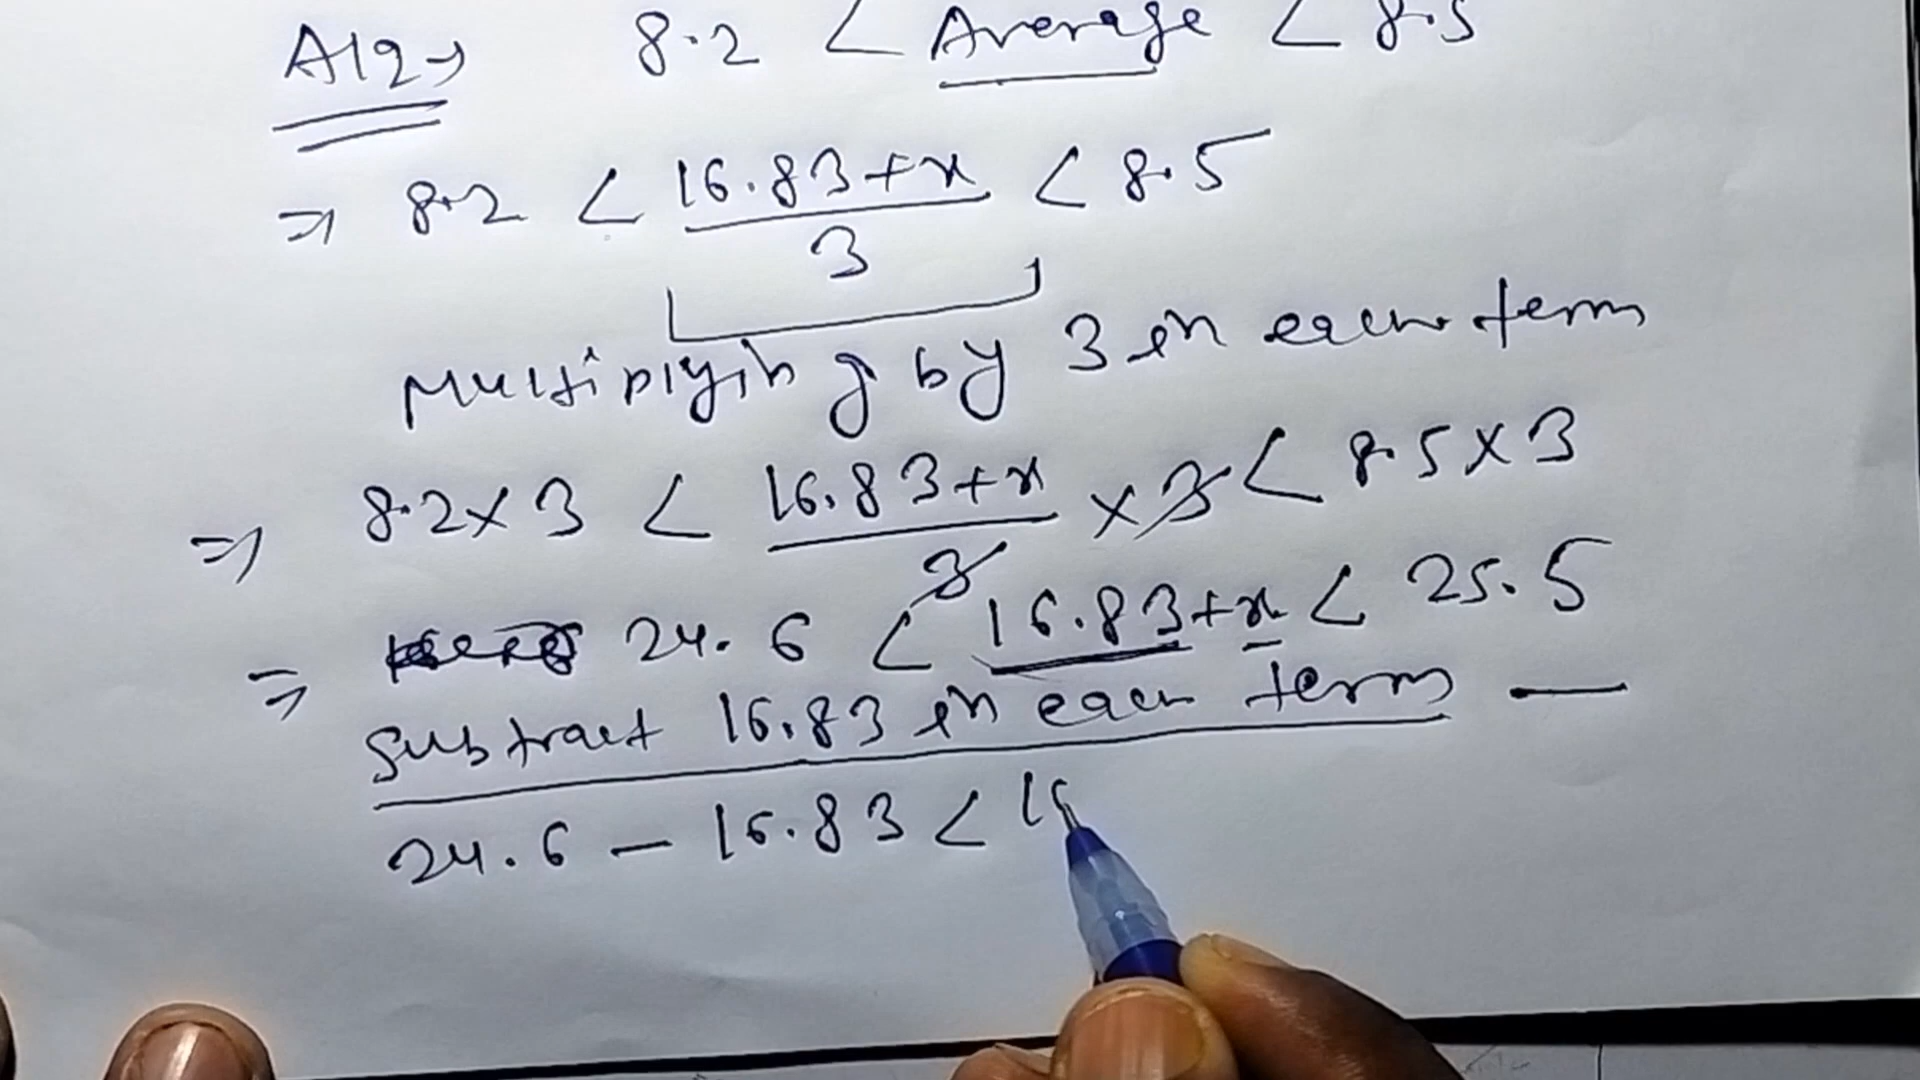 A/Q→ 8.2 < Average < 8.5
⇒ 8.2 < (16.83+x)/3 < 8.5
Multiplying by 3 in each term
⇒ 8.2×3 < (16.83+x)/3 ×3 < 8.5×3
⇒ 24.6 < 16.83+x < 25.5
Subtract 16.83 in each term —
24.6 – 16.83 < 16